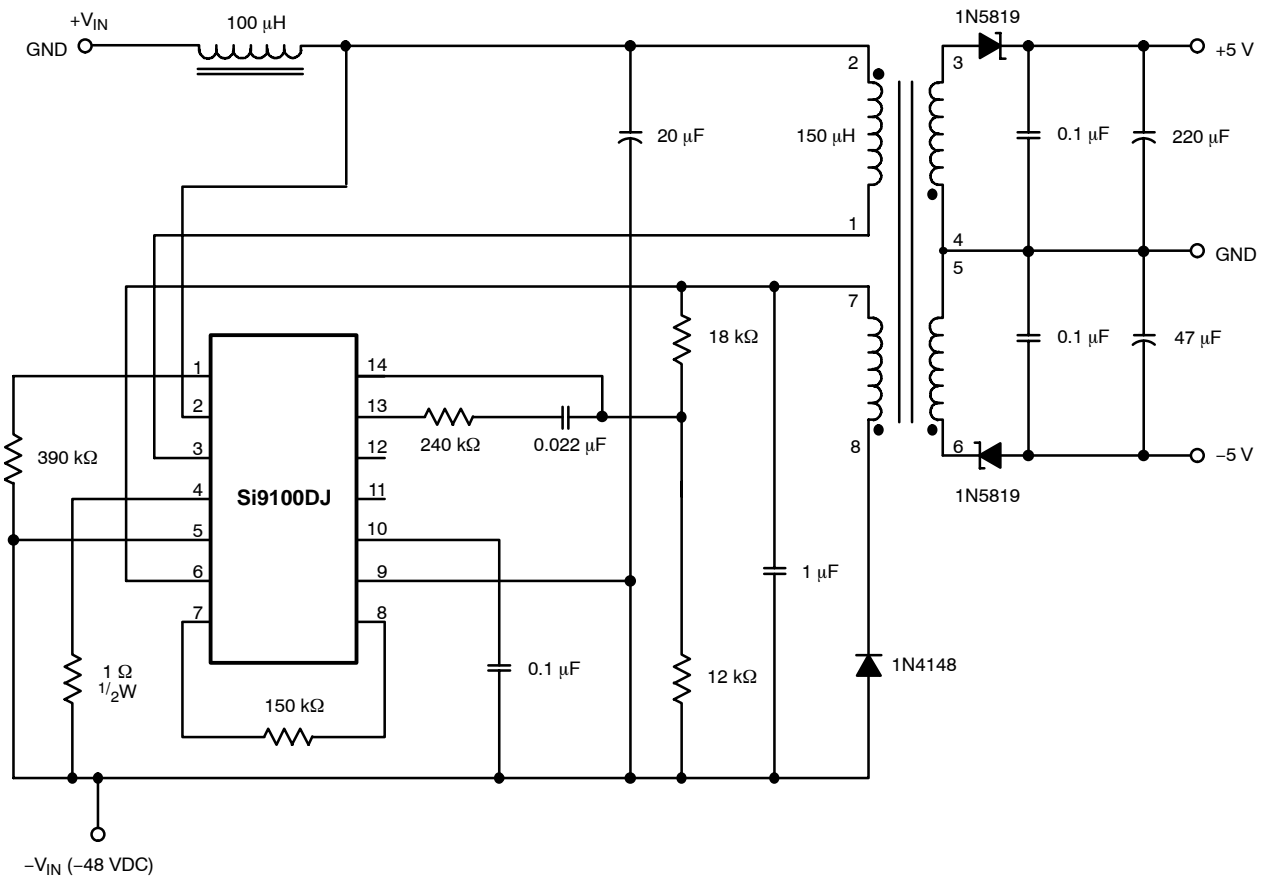 +VIN
GND
100 μH
1N5819
+5 V
2
3
150 μH
20 μF
0.1 μF
220 μF
1
4
GND
5
7
18 kΩ
0.1 μF
47 μF
1
14
2
13
240 kΩ
0.022 μF
3
12
390 kΩ
8
6
−5 V
1N5819
4
11
Si9100DJ
5
10
6
9
1 μF
7
8
1 Ω
1/2W
0.1 μF
12 kΩ
1N4148
150 kΩ
−VIN (−48 VDC)